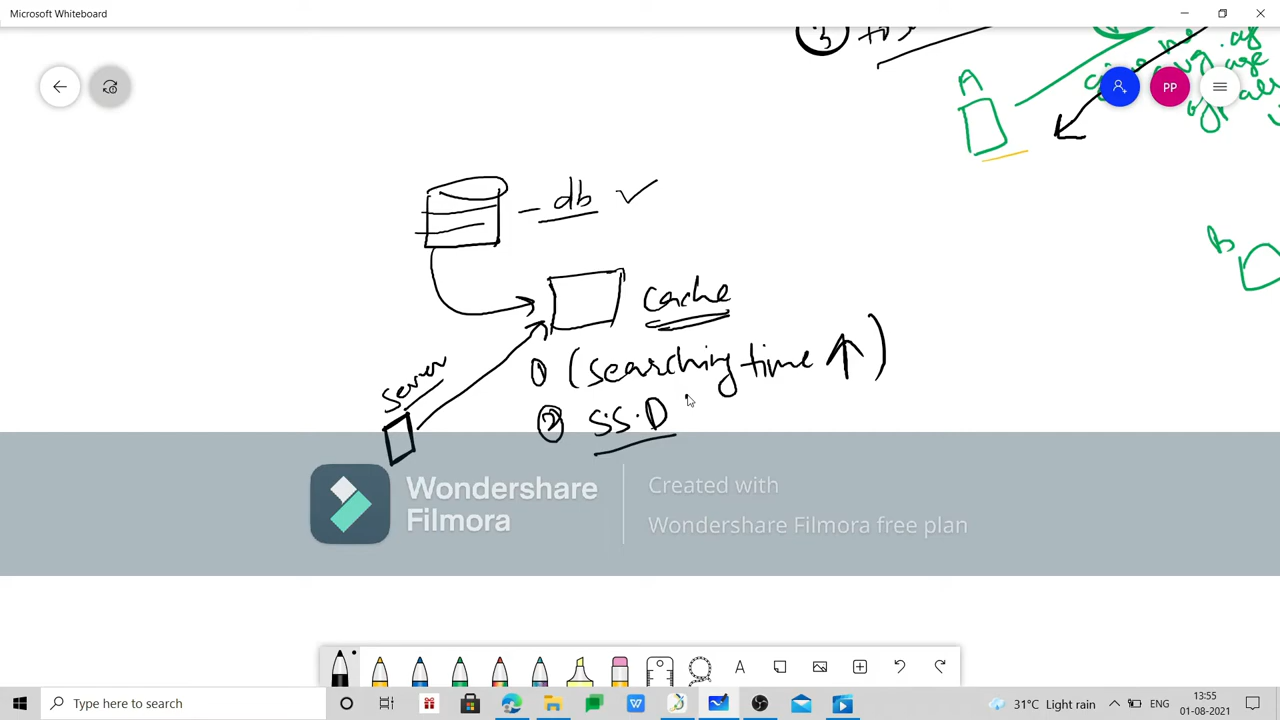 Microsoft Whiteboard
A
PP
- db ✓
B
cache
① (searching time ↑)
Server
② S.S.D
Wondershare Filmora
Created with
Wondershare Filmora free plan
A
Type here to search
31°C Light rain
ENG
13:55
01-08-2021